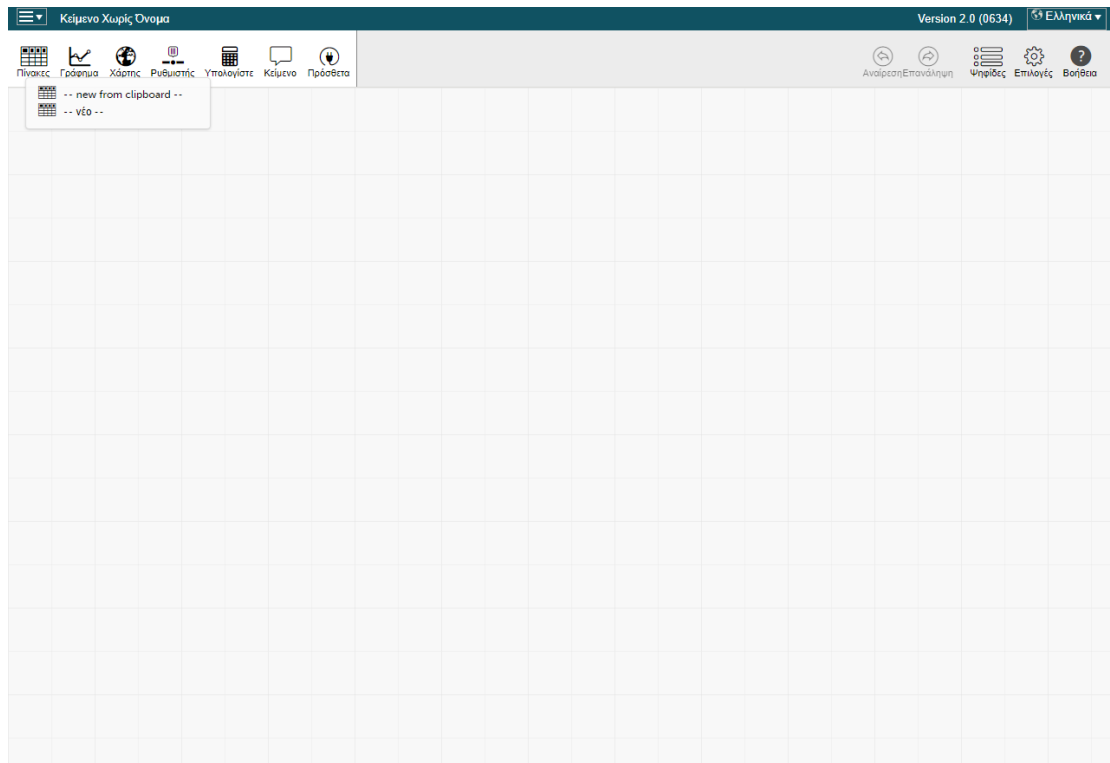 Κείμενο Χωρίς Όνομα Version 2.0 (0634) Ελληνικά
Πίνακες Γράφημα Χάρτης Ρυθμιστής Υπολογίστε Κείμενο Πρόσθετα Αναίρεση Επανάληψη Ψηφίδες Επιλογές Βοήθεια
-- new from clipboard --
-- νέο --